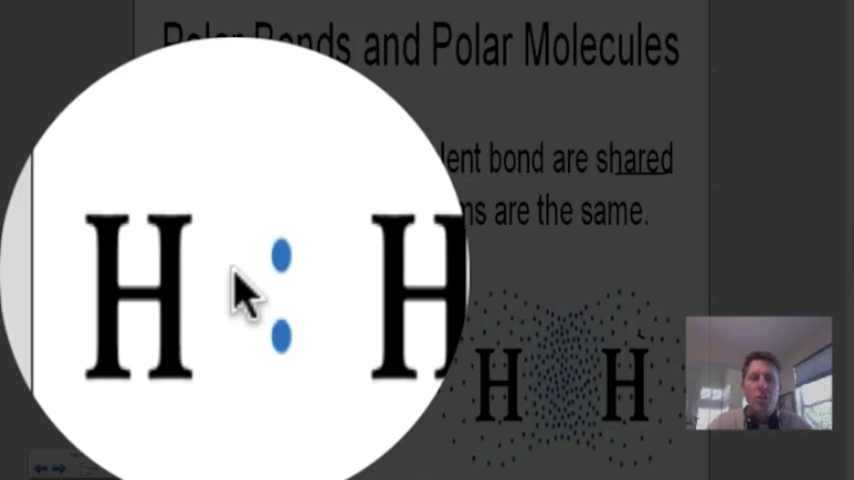 Polar Bonds and Polar Molecules
lent bond are shared
ms are the same.
H : H
H H